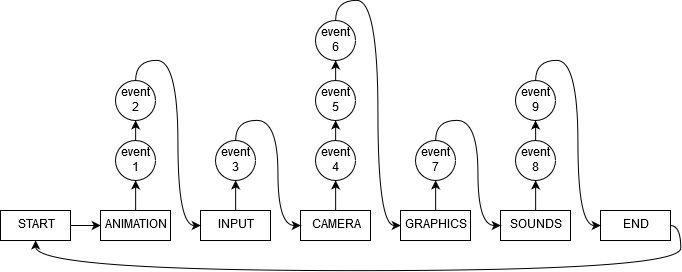 event
6
event
2
event
5
event
9
event
1
event
3
event
4
event
7
event
8
START
ANIMATION
INPUT
CAMERA
GRAPHICS
SOUNDS
END